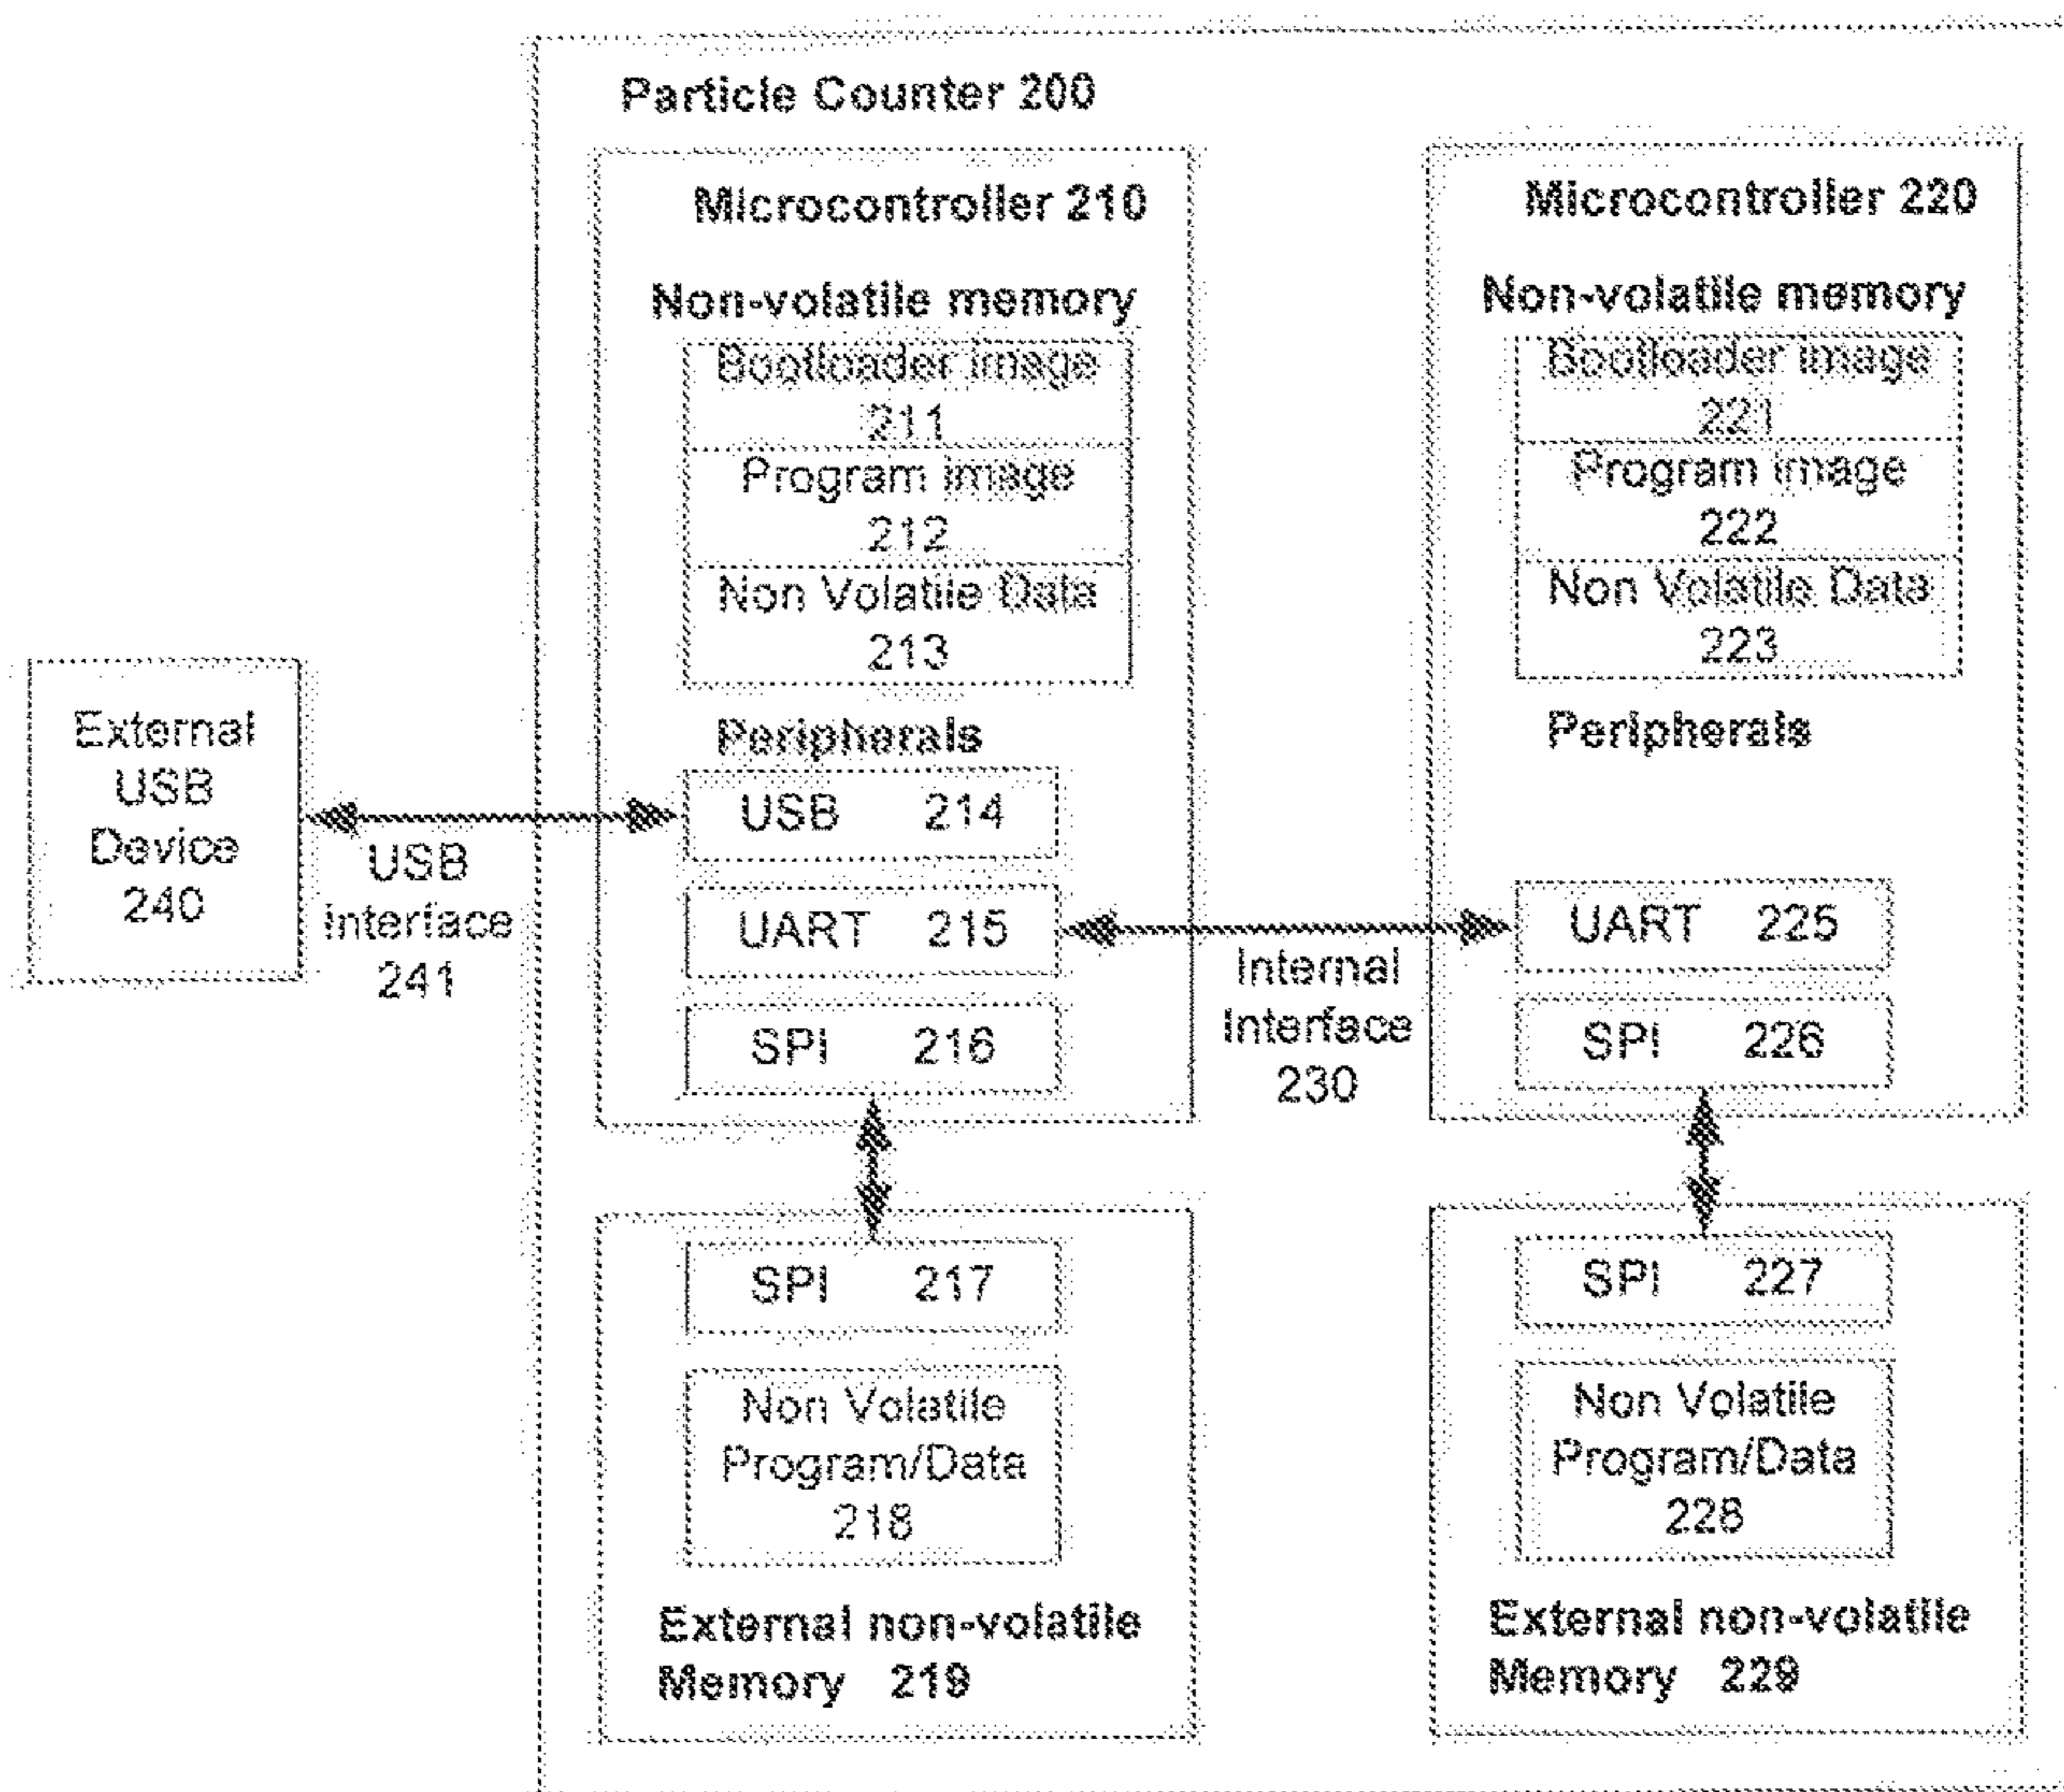 Particle Counter 200
Microcontroller 210
Non-volatile memory
Bootloader image
211
Program image
212
Non Volatile Data
213
Peripherals
USB 214
UART 215
SPI 216
External
USB
Device
240
USB
interface
241
Internal
Interface
230
Microcontroller 220
Non-volatile memory
Bootloader image
221
Program image
222
Non Volatile Data
223
Peripherals
UART 225
SPI 226
SPI 217
Non Volatile
Program/Data
218
External non-volatile
Memory 219
SPI 227
Non Volatile
Program/Data
228
External non-volatile
Memory 229